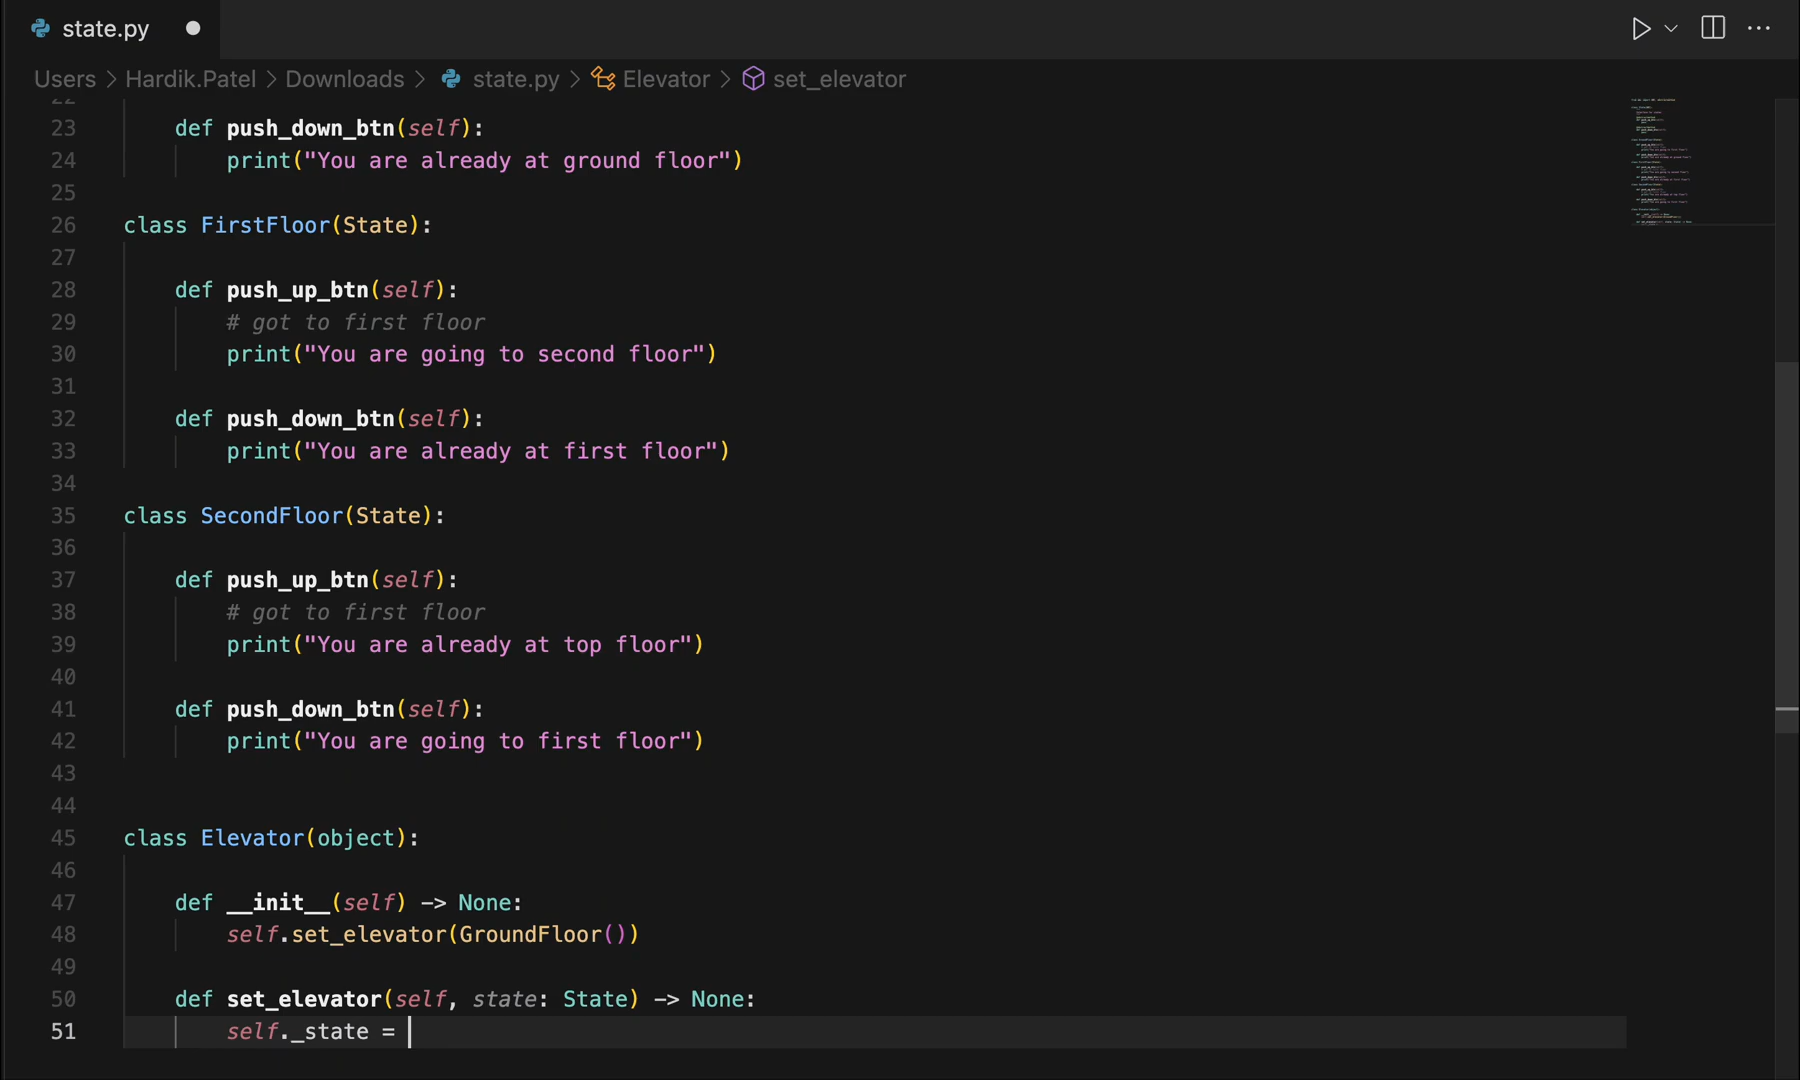 state.py
Users > Hardik.Patel > Downloads > state.py > Elevator > set_elevator
22
23 def push_down_btn(self):
24 print("You are already at ground floor")
25
26 class FirstFloor(State):
27
28 def push_up_btn(self):
29 # got to first floor
30 print("You are going to second floor")
31
32 def push_down_btn(self):
33 print("You are already at first floor")
34
35 class SecondFloor(State):
36
37 def push_up_btn(self):
38 # got to first floor
39 print("You are already at top floor")
40
41 def push_down_btn(self):
42 print("You are going to first floor")
43
44
45 class Elevator(object):
46
47 def __init__(self) -> None:
48 self.set_elevator(GroundFloor())
49
50 def set_elevator(self, state: State) -> None:
51 self._state =